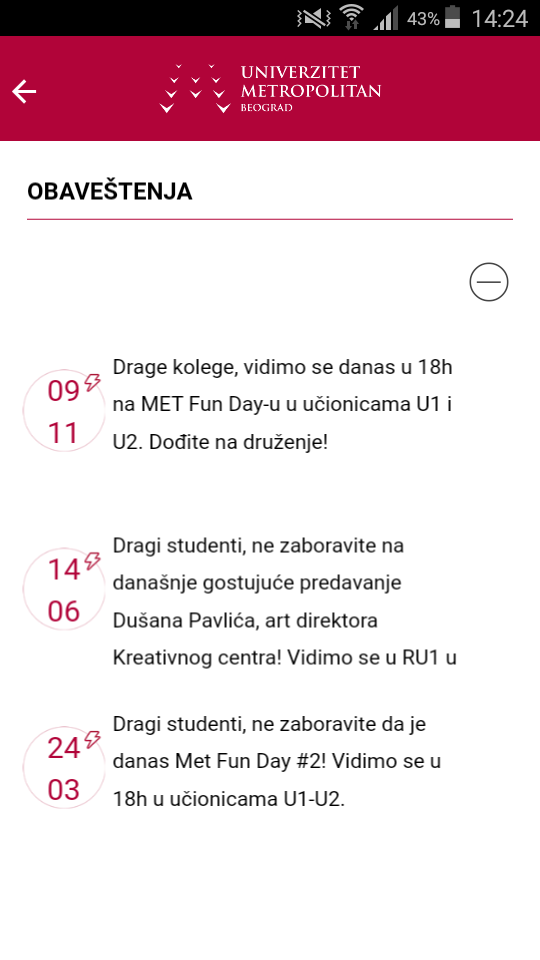 43% 14:24
UNIVERZITET
METROPOLITAN
BEOGRAD
OBAVEŠTENJA
09
11
Drage kolege, vidimo se danas u 18h
na MET Fun Day-u u učionicama U1 i
U2. Dođite na druženje!
14
06
Dragi studenti, ne zaboravite na
današnje gostujuće predavanje
Dušana Pavlića, art direktora
Kreativnog centra! Vidimo se u RU1 u
24
03
Dragi studenti, ne zaboravite da je
danas Met Fun Day #2! Vidimo se u
18h u učionicama U1-U2.